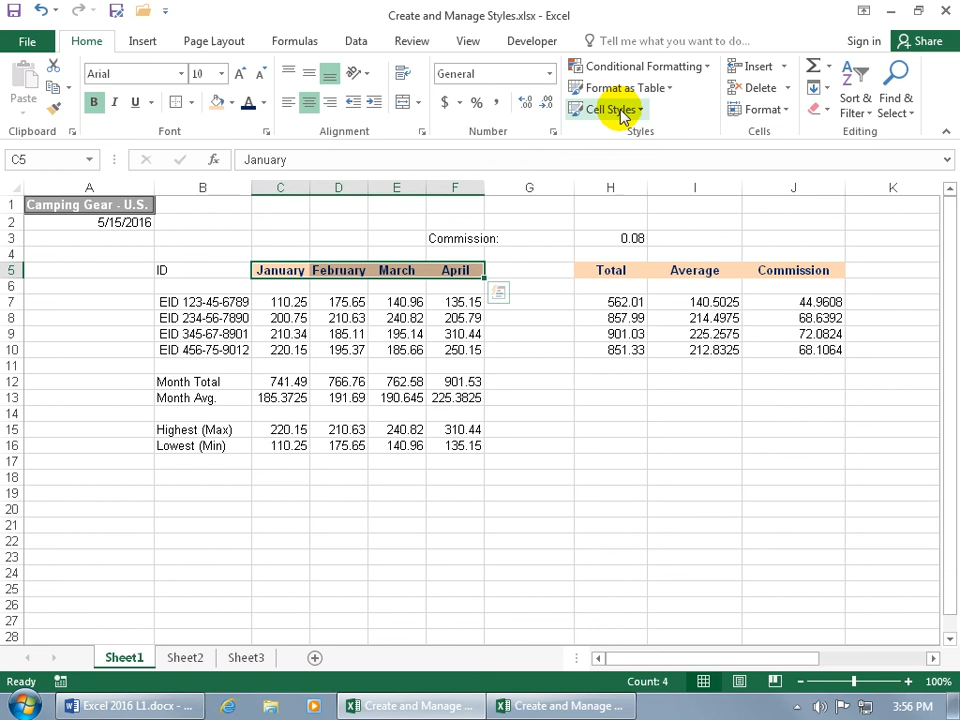 Create and Manage Styles.xlsx - Excel
File Home Insert Page Layout Formulas Data Review View Developer Tell me what you want to do... Sign in Share
Paste
Arial 10
B I U A
General
$ % ,
Conditional Formatting
Format as Table
Cell Styles
Insert
Delete
Format
Sort & Filter
Find & Select
Clipboard Font Alignment Number Styles Cells Editing
C5 fx January
A B C D E F G H I J K
1 Camping Gear - U.S.
2 5/15/2016
3 Commission: 0.08
4
5 ID January February March April Total Average Commission
6
7 EID 123-45-6789 110.25 175.65 140.96 135.15 562.01 140.5025 44.9608
8 EID 234-56-7890 200.75 210.63 240.82 205.79 857.99 214.4975 68.6392
9 EID 345-67-8901 210.34 185.11 195.14 310.44 901.03 225.2575 72.0824
10 EID 456-75-9012 220.15 195.37 185.66 250.15 851.33 212.8325 68.1064
11
12 Month Total 741.49 766.76 762.58 901.53
13 Month Avg. 185.3725 191.69 190.645 225.3825
14
15 Highest (Max) 220.15 210.63 240.82 310.44
16 Lowest (Min) 110.25 175.65 140.96 135.15
17
18
19
20
21
22
23
24
25
26
27
28
Sheet1 Sheet2 Sheet3
Ready Count: 4 100%
Excel 2016 L1.docx - ... Create and Manage ... Create and Manage ... 3:56 PM